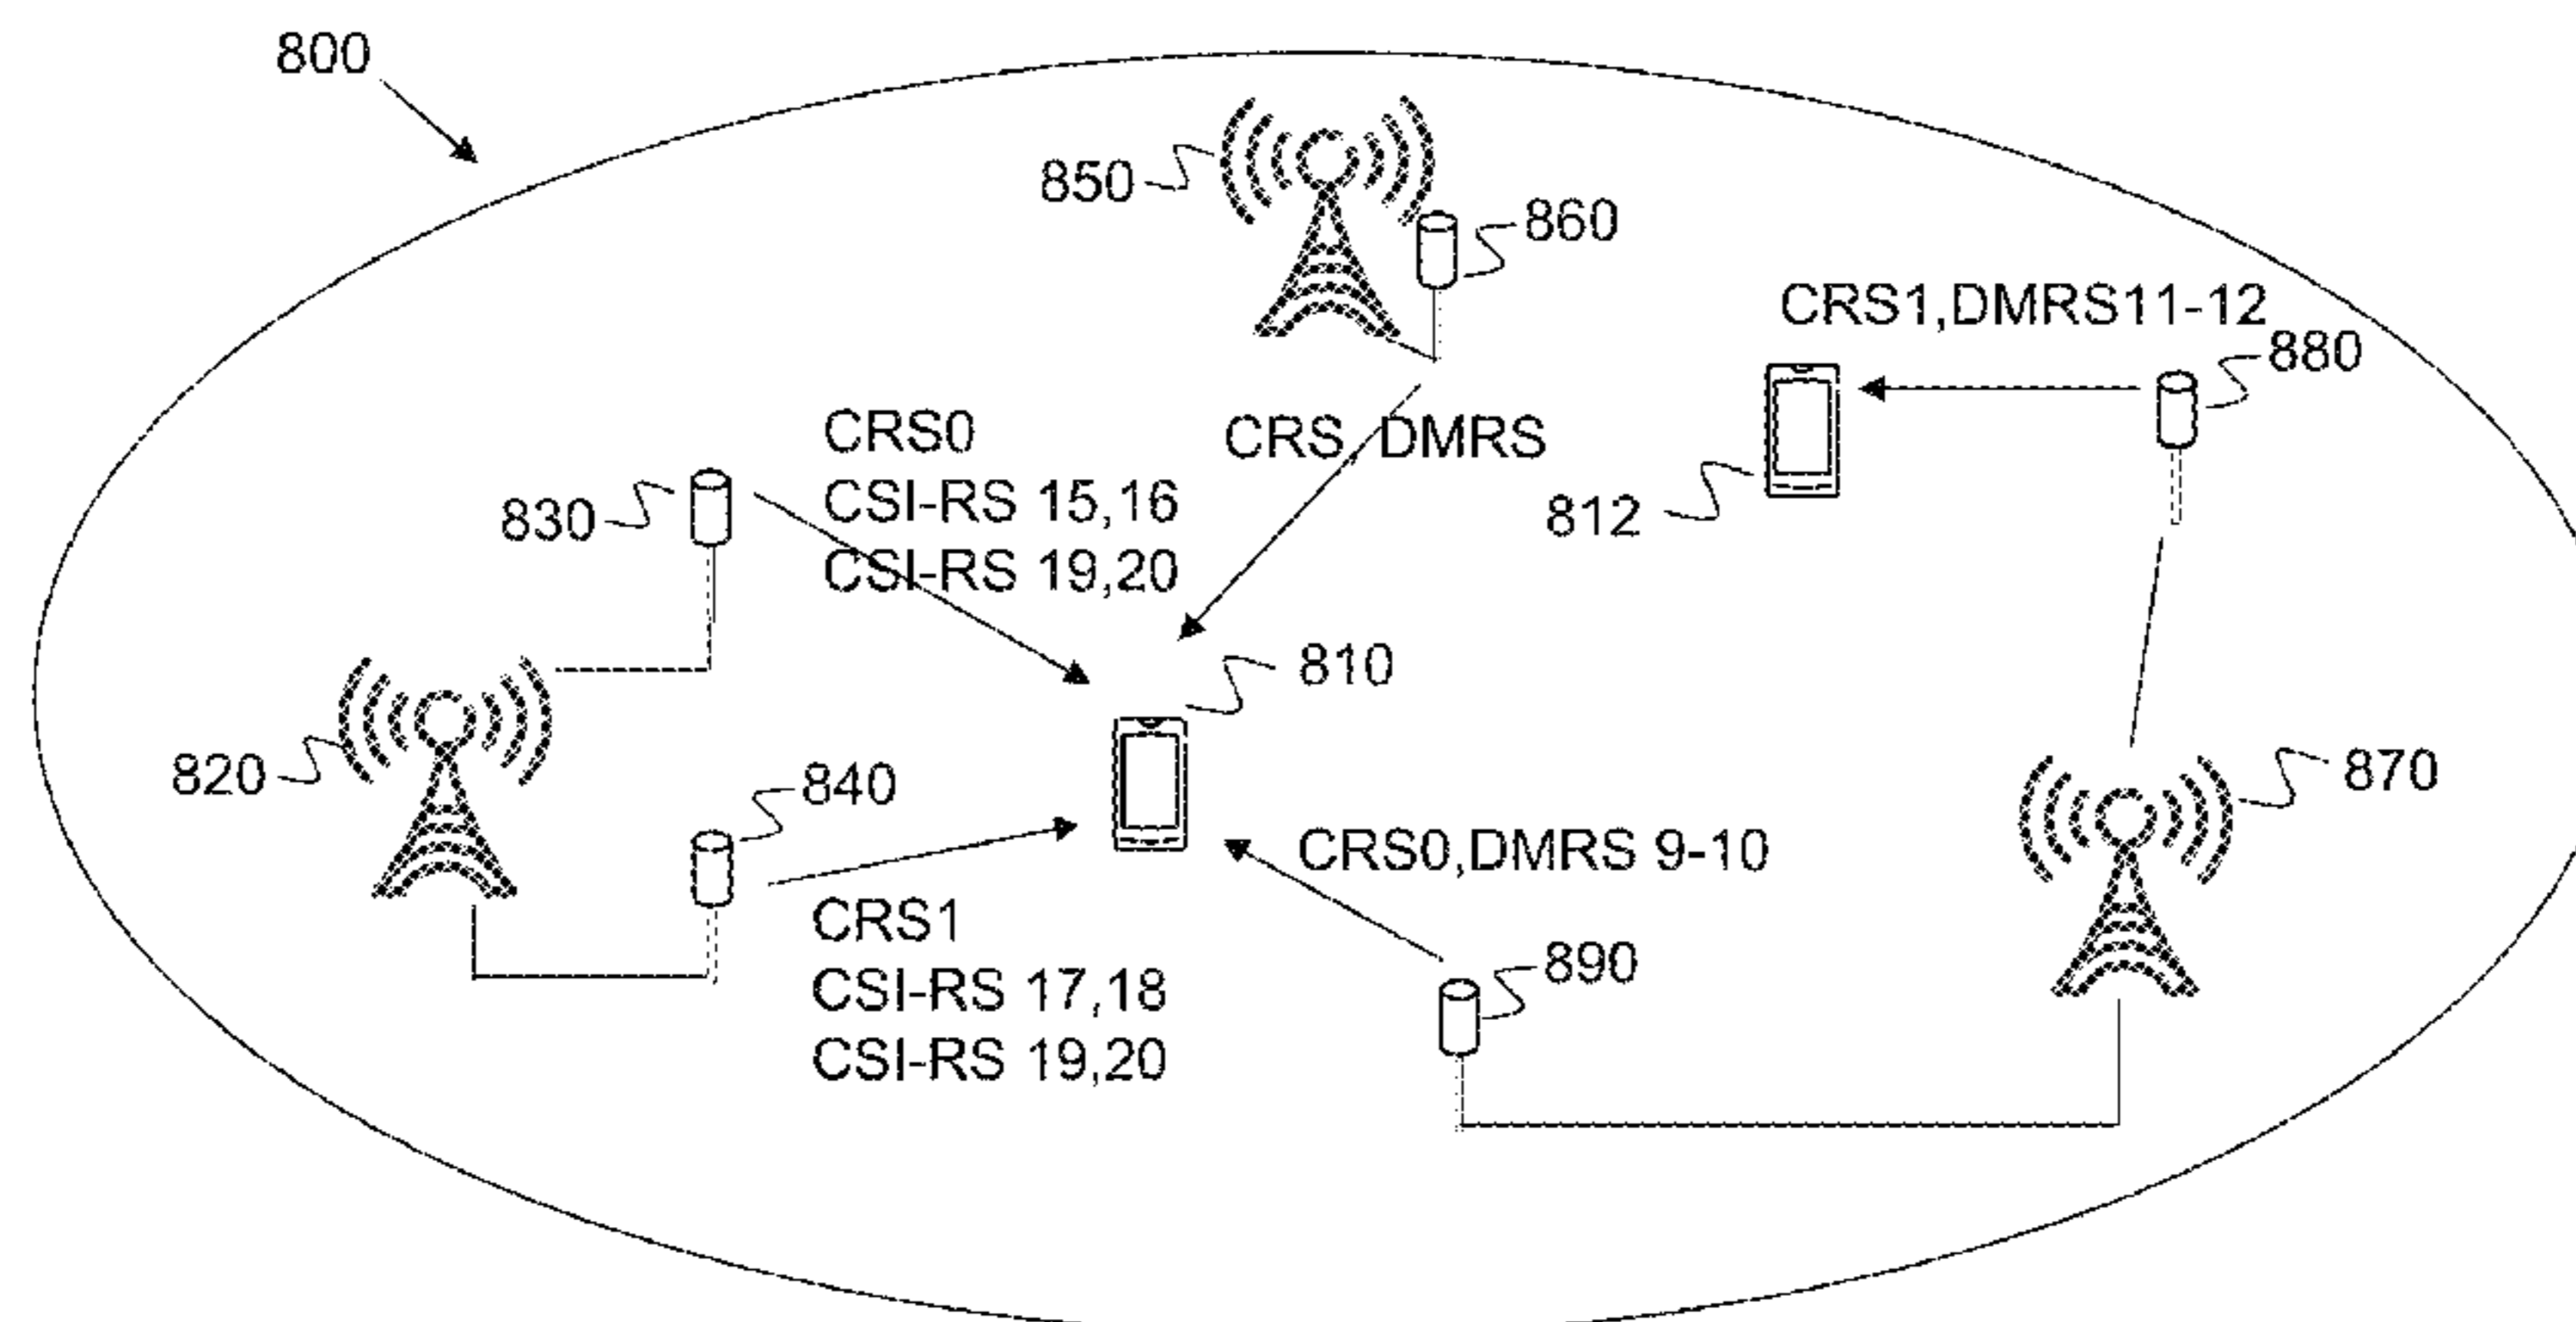 800
850
860
CRS1,DMRS11-12
880
CRS0
CSI-RS 15,16
CSI-RS 19,20
CRS, DMRS
830
812
810
820
840
870
CRS0,DMRS 9-10
CRS1
CSI-RS 17,18
CSI-RS 19,20
890